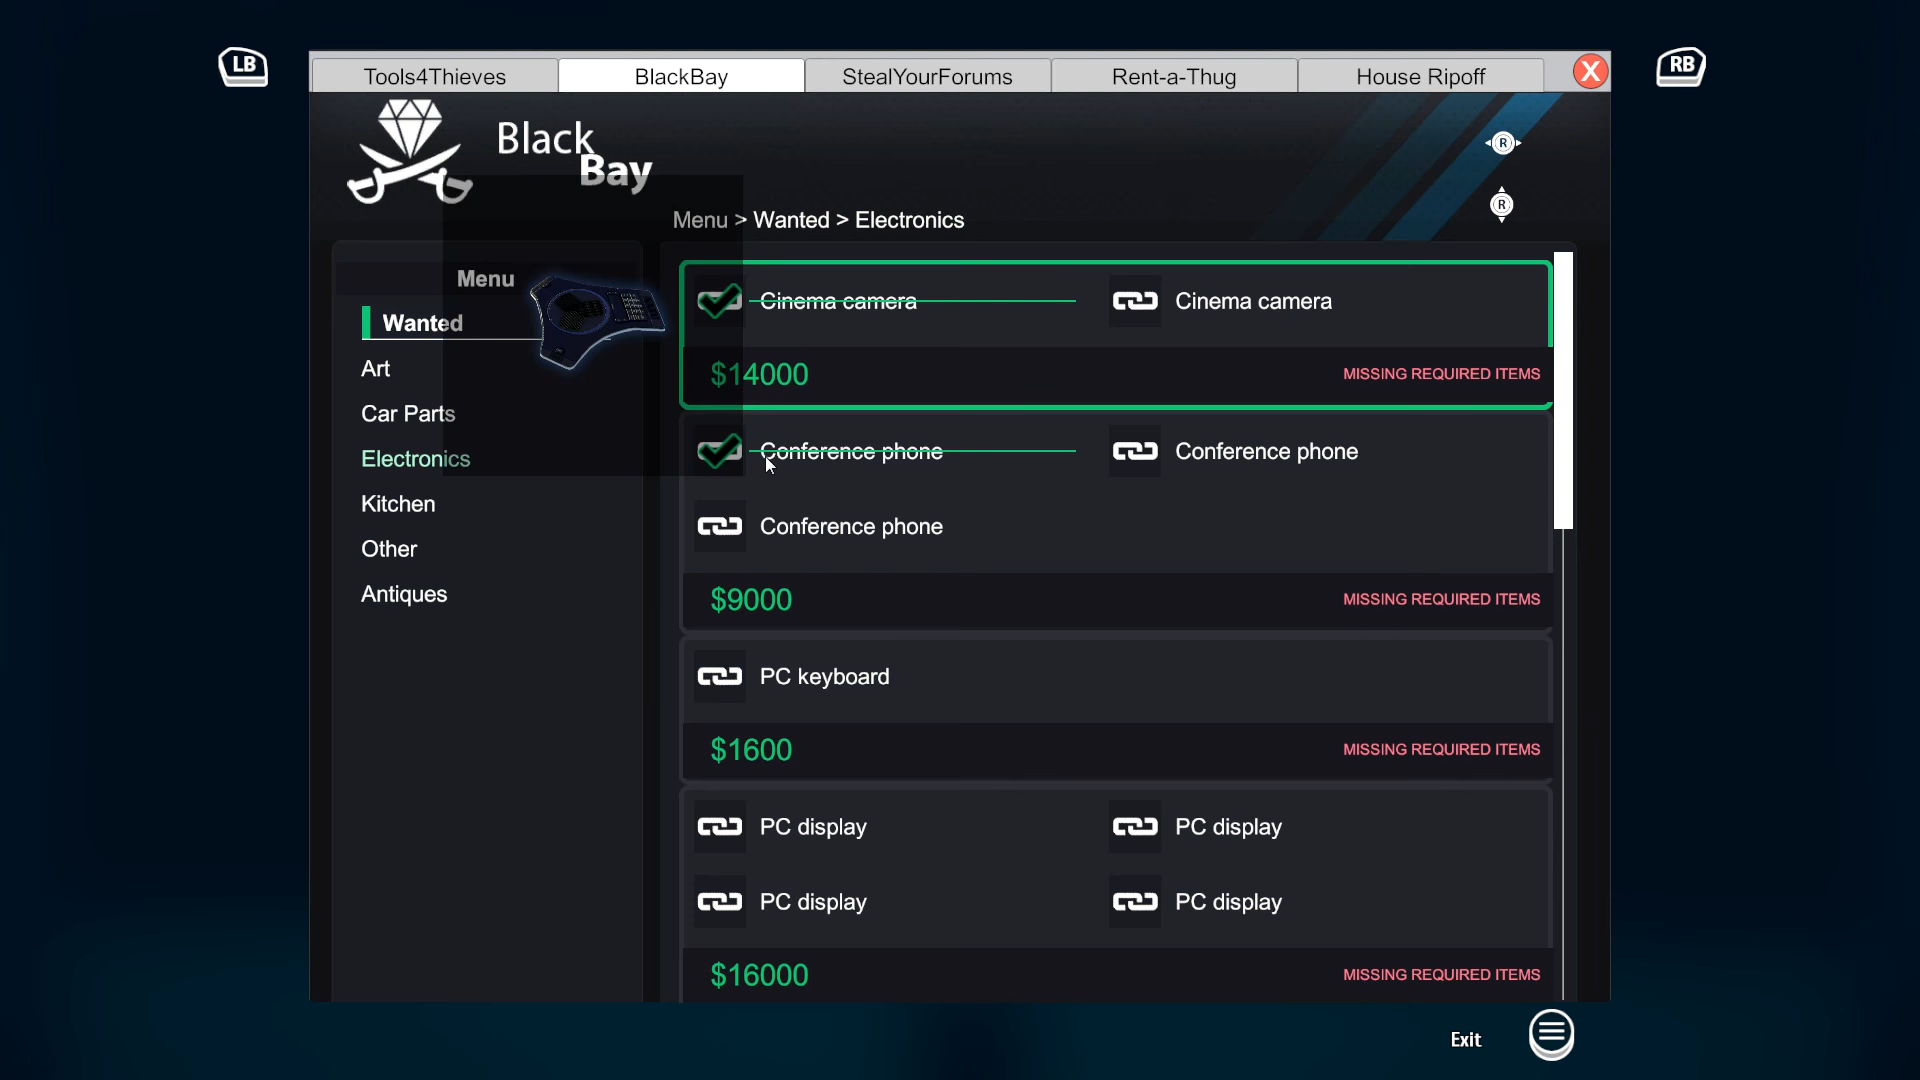 LB
Tools4Thieves BlackBay StealYourForums Rent-a-Thug House Ripoff X
RB
Black
Bay
R
R
Menu > Wanted > Electronics
Menu
Wanted
Art
Car Parts
Electronics
Kitchen
Other
Antiques
Cinema camera Cinema camera
$14000 MISSING REQUIRED ITEMS
Conference phone Conference phone
Conference phone
$9000 MISSING REQUIRED ITEMS
PC keyboard
$1600 MISSING REQUIRED ITEMS
PC display PC display
PC display PC display
$16000 MISSING REQUIRED ITEMS
Exit